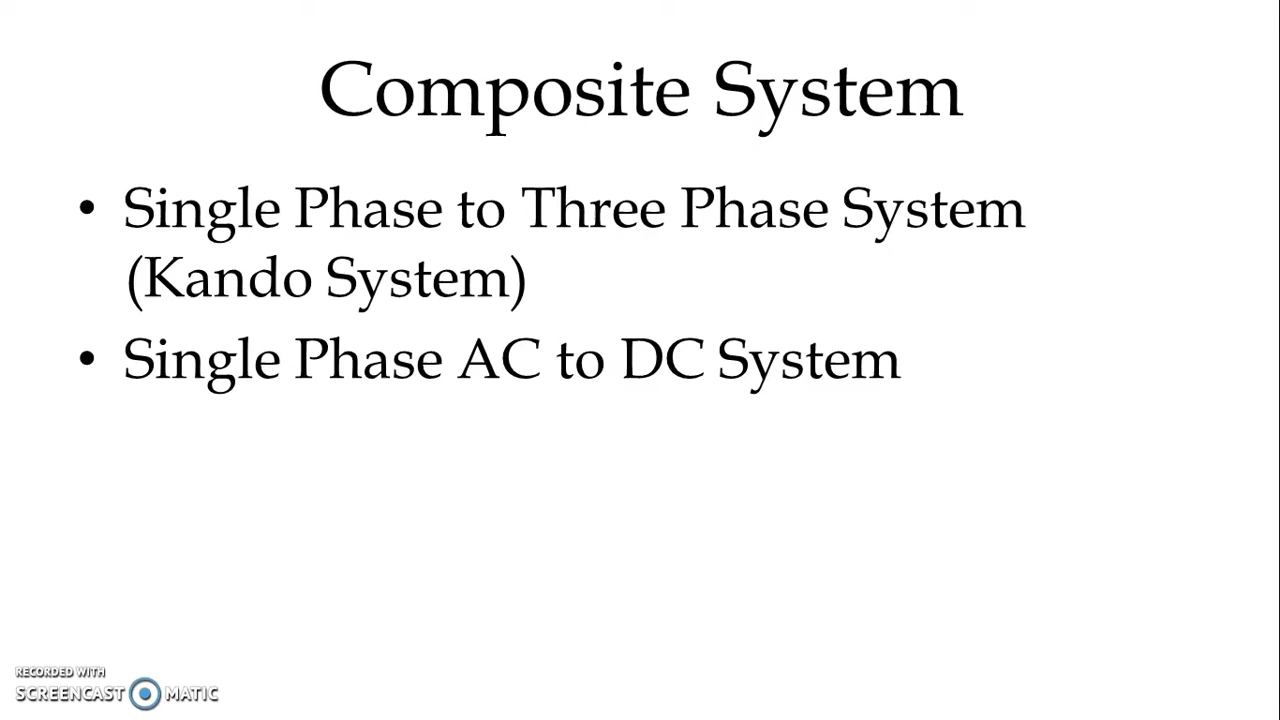 Composite System
• Single Phase to Three Phase System
(Kando System)
• Single Phase AC to DC System
RECORDED WITH
SCREENCAST MATIC